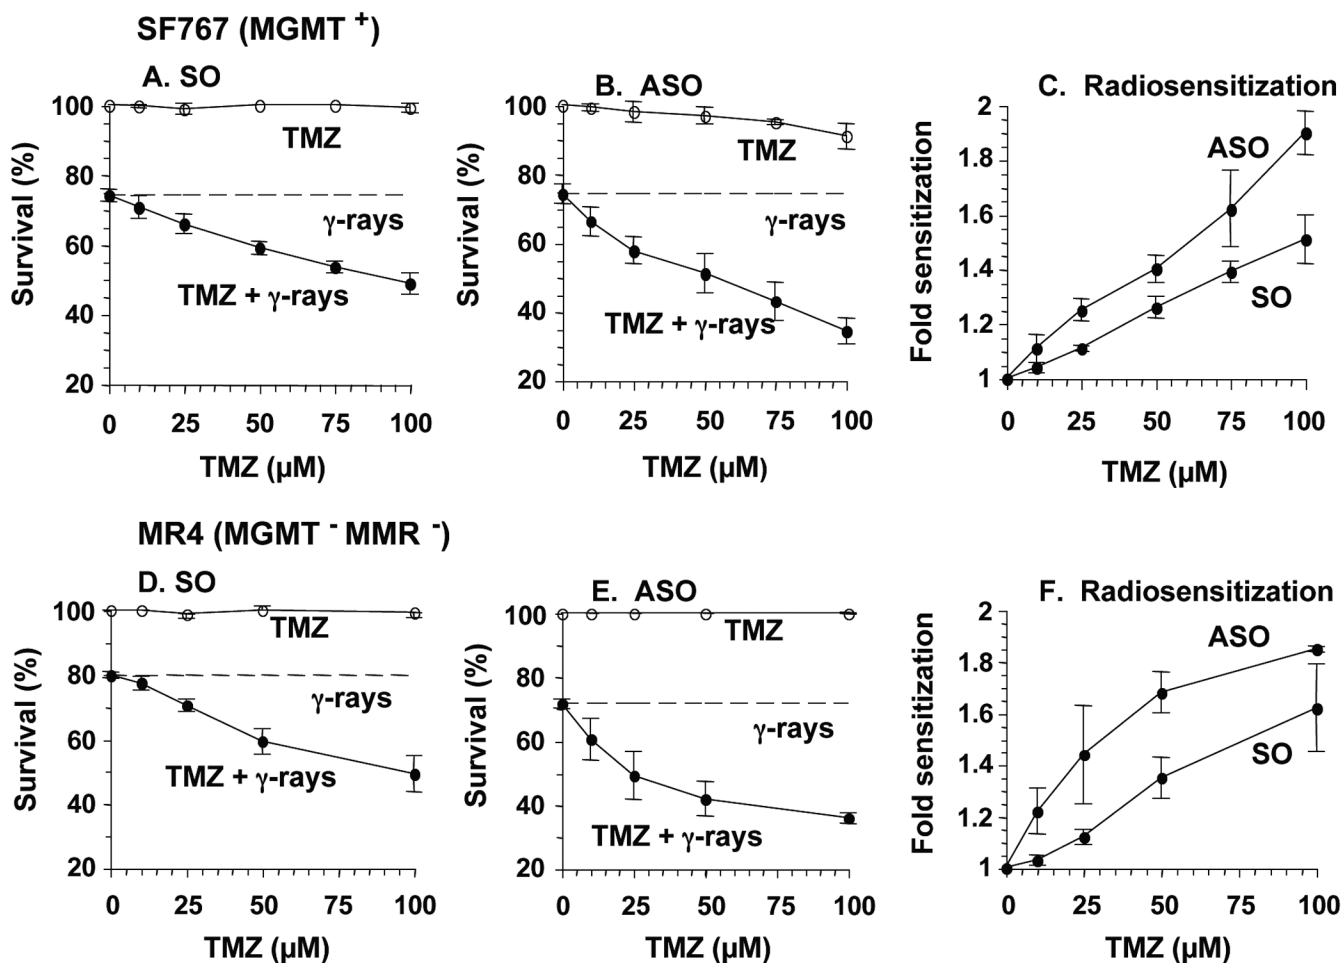 SF767 (MGMT +)
A. SO
Survival (%)
100
80
60
40
20
TMZ
γ-rays
TMZ + γ-rays
0 25 50 75 100
TMZ (µM)
B. ASO
Survival (%)
100
80
60
40
20
TMZ
γ-rays
TMZ + γ-rays
0 25 50 75 100
TMZ (µM)
C. Radiosensitization
Fold sensitization
2
1.8
1.6
1.4
1.2
1
ASO
SO
0 25 50 75 100
TMZ (µM)
MR4 (MGMT - MMR -)
D. SO
Survival (%)
100
80
60
40
20
TMZ
γ-rays
TMZ + γ-rays
0 25 50 75 100
TMZ (µM)
E. ASO
Survival (%)
100
80
60
40
20
TMZ
γ-rays
TMZ + γ-rays
0 25 50 75 100
TMZ (µM)
F. Radiosensitization
Fold sensitization
2
1.8
1.6
1.4
1.2
1
ASO
SO
0 25 50 75 100
TMZ (µM)